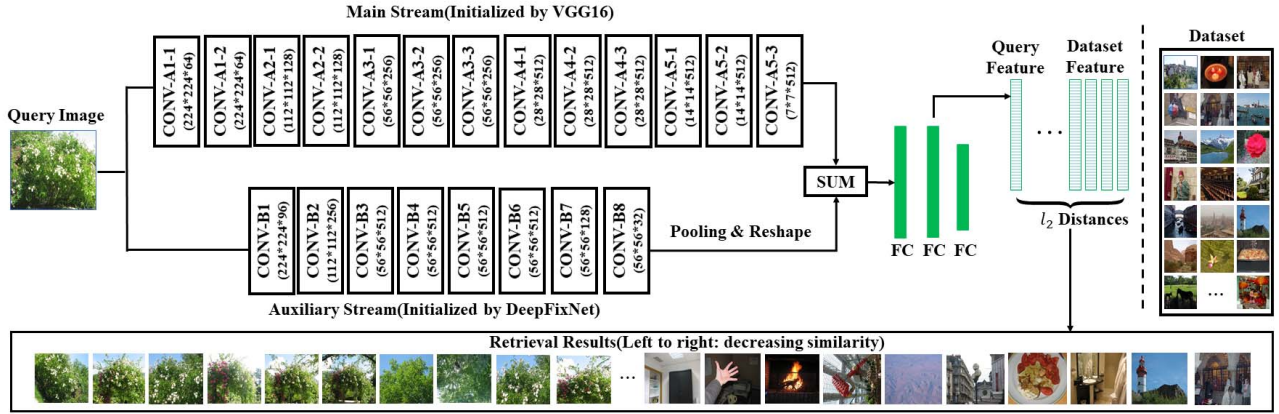 Main Stream(Initialized by VGG16)
Query Image
CONV-A1-1
(224*224*64)
CONV-A1-2
(224*224*64)
CONV-A2-1
(112*112*128)
CONV-A2-2
(112*112*128)
CONV-A3-1
(56*56*256)
CONV-A3-2
(56*56*256)
CONV-A3-3
(56*56*256)
CONV-A4-1
(28*28*512)
CONV-A4-2
(28*28*512)
CONV-A4-3
(28*28*512)
CONV-A5-1
(14*14*512)
CONV-A5-2
(14*14*512)
CONV-A5-3
(7*7*512)
CONV-B1
(224*224*96)
CONV-B2
(112*112*256)
CONV-B3
(56*56*512)
CONV-B4
(56*56*512)
CONV-B5
(56*56*512)
CONV-B6
(56*56*512)
CONV-B7
(56*56*128)
CONV-B8
(56*56*32)
Auxiliary Stream(Initialized by DeepFixNet)
Pooling & Reshape
SUM
FC
FC
FC
Query
Feature
Dataset
Feature
...
l2 Distances
Dataset
...
Retrieval Results(Left to right: decreasing similarity)
...